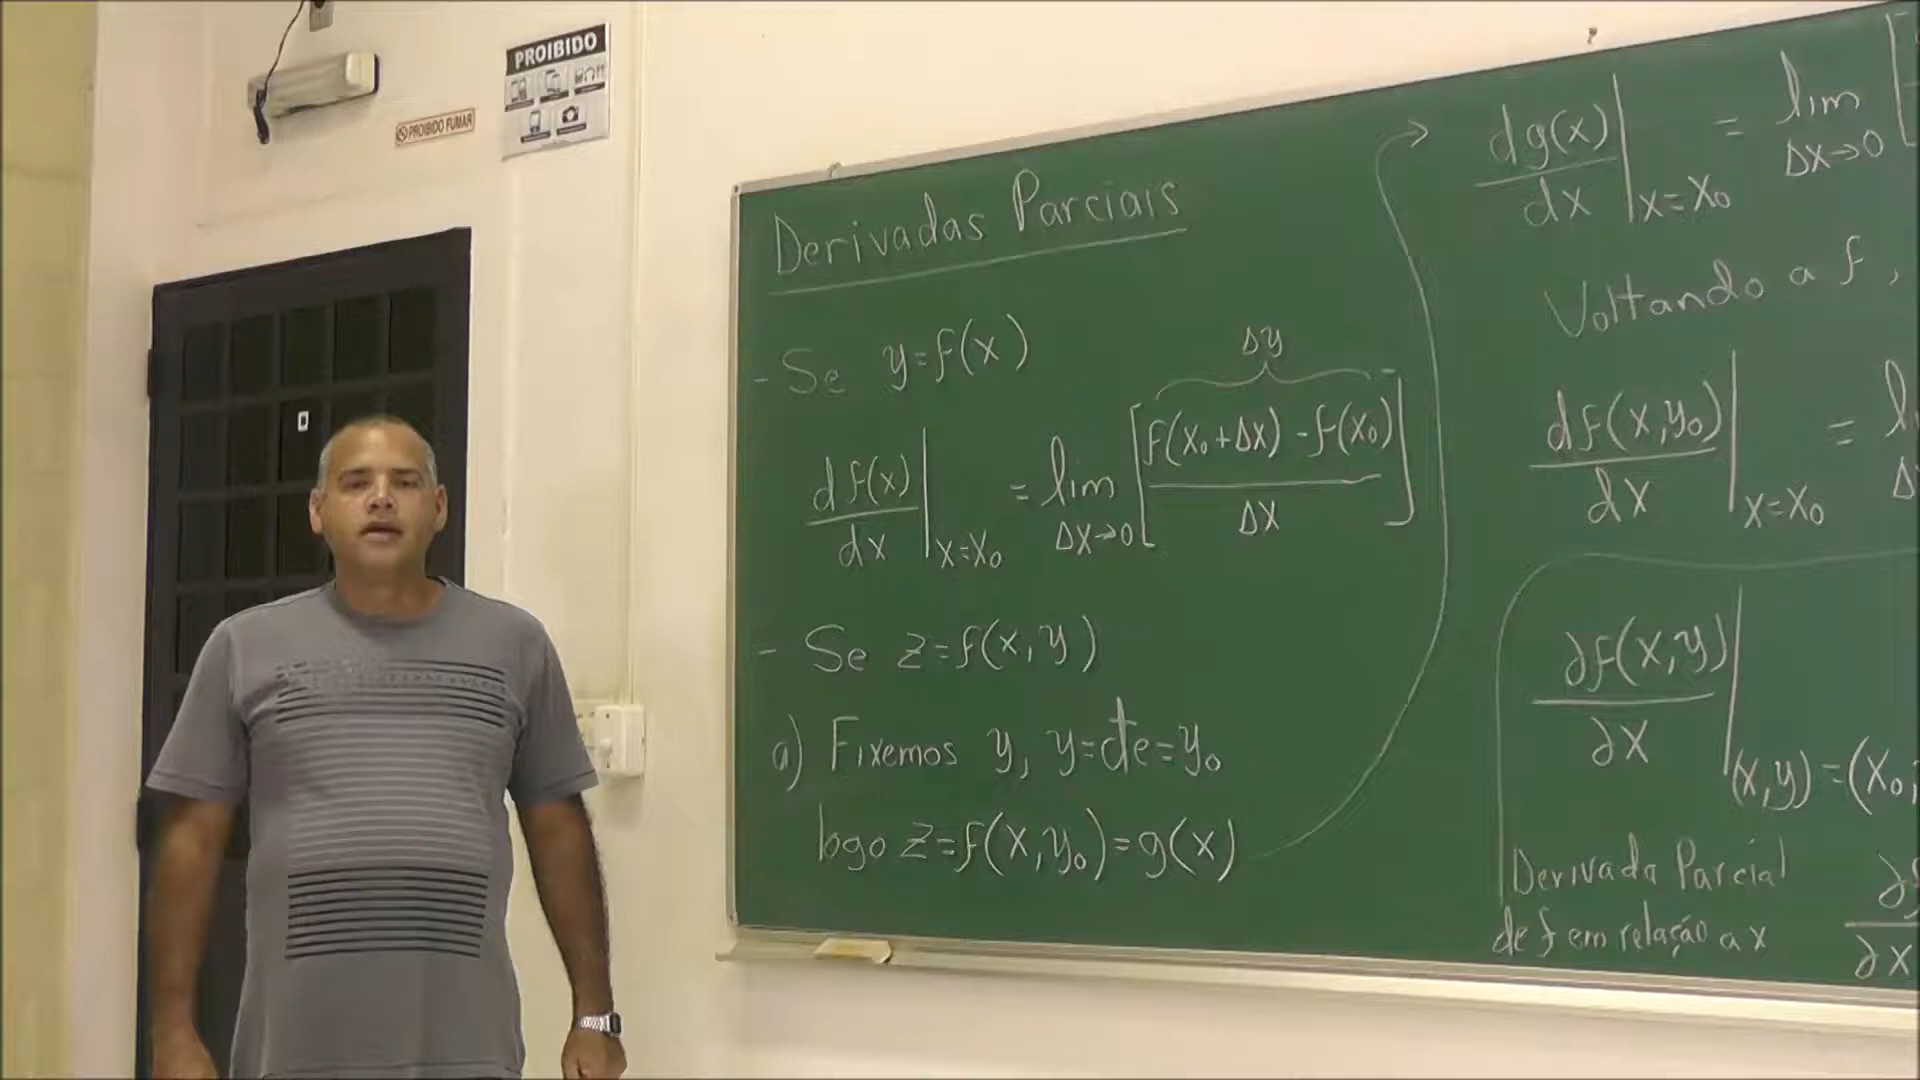 PROIBIDO
PROIBIDO FUMAR
Derivadas Parciais
- Se y=f(x)
df(x)/dx |x=x₀ = lim Δx→0 [f(x₀+Δx) - f(x₀) / Δx]
Δy
- Se z=f(x,y)
a) Fixemos y, y=cte=y₀
logo z=f(x,y₀)=g(x)
dg(x)/dx |x=x₀ = lim Δx→0 [
Voltando a f,
df(x,y₀)/dx |x=x₀ =
∂f(x,y)/∂x |(x,y)=(x₀,
Derivada Parcial
de f em relação a x